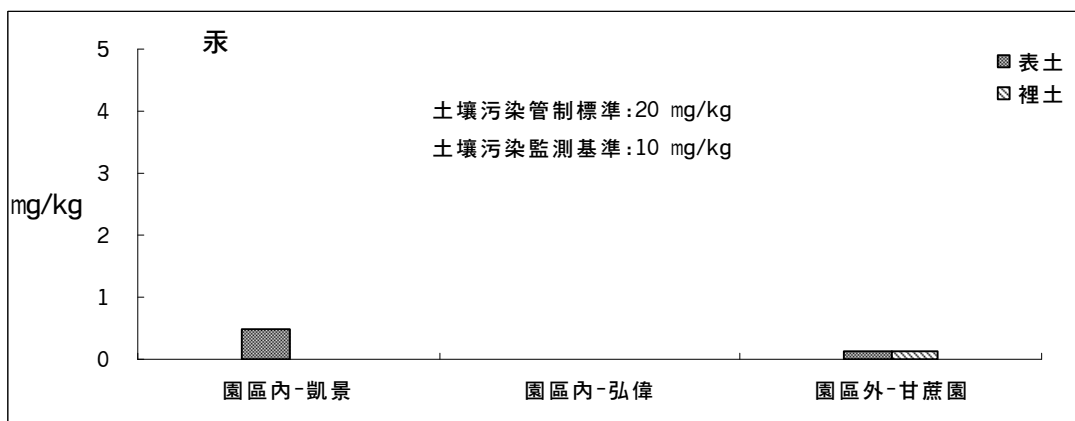 汞
5
4
3
2
1
0
mg/kg
土壤污染管制標準:20 mg/kg
土壤污染監測基準:10 mg/kg
表土
裡土
園區內-凱景
園區內-弘偉
園區外-甘蔗園